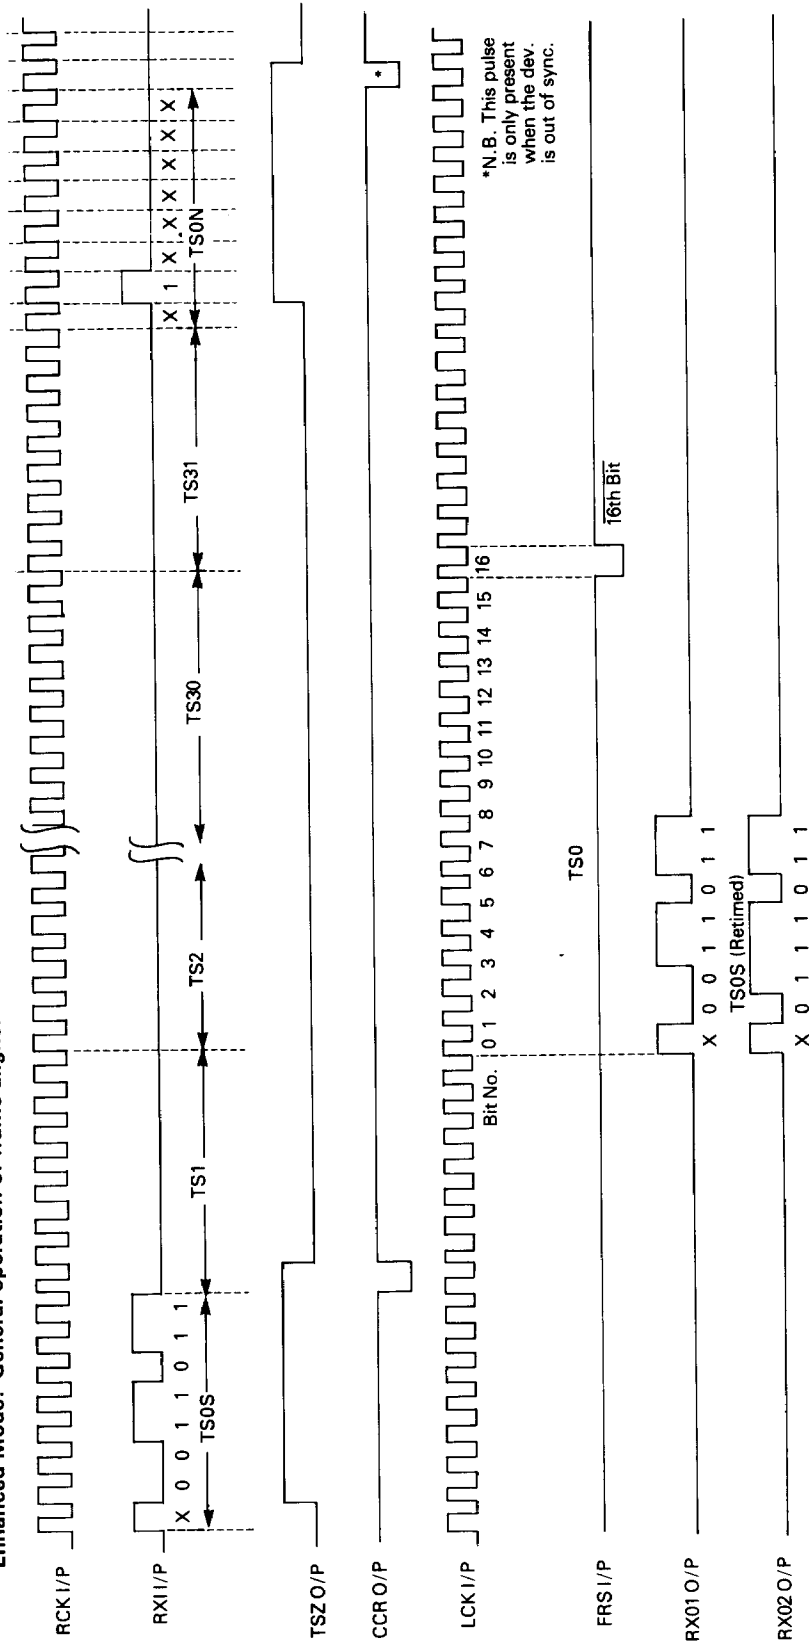 Enhanced Mode. General operation of frame aligner
RCK I/P
RXI I/P
X 0 0 1 1 0 1 1
X 1 X X X X X X
TS0S
TS1
TS2
TS30
TS31
TS0N
TSZ O/P
CCR O/P
*
LCK I/P
Bit No.
0 1 2 3 4 5 6 7 8 9 10 11 12 13 14 15 16
*N.B. This pulse
is only present
when the dev.
is out of sync.
FRS I/P
TS0
16th Bit
RX01 O/P
X 0 0 1 1 0 1 1
TS0S (Retimed)
RX02 O/P
X 0 1 1 1 0 1 1